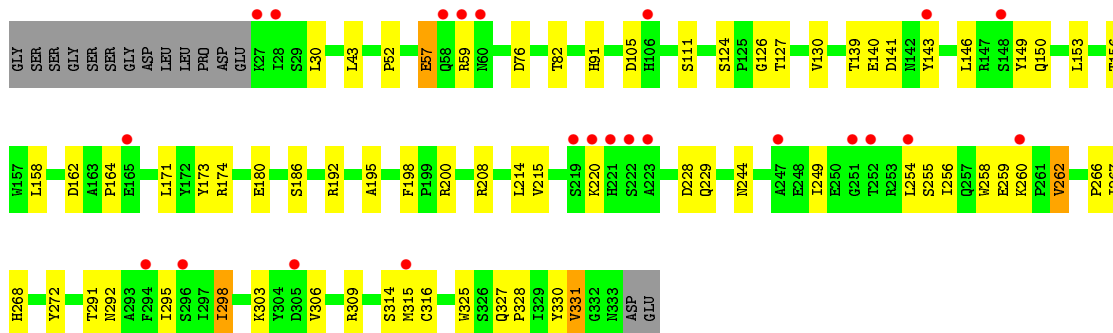 GLY SER SER GLY SER SER GLY ASP LEU LEU PRO ASP GLU K27 I28 S29 L30 L43 P52 E57 Q58 R59 N60 D76 T82 H91 D105 H106 S111 S124 P125 G126 T127 V130 T139 E140 D141 N142 Y143 L146 R147 S148 Y149 Q150 L153 T156
W157 L158 D162 A163 P164 E165 L171 Y172 Y173 R174 E180 S186 R192 A195 F198 P199 R200 R208 L214 V215 S219 K220 H221 S222 A223 D228 Q229 N244 A247 E248 I249 E250 G251 T252 R253 L254 S255 I256 Q257 W258 E259 K260 P261 V262 P266
H268 Y272 T291 N292 A293 F294 I295 S296 I297 I298 K303 Y304 D305 V306 R309 S314 M315 C316 W325 S326 Q327 P328 I329 Y330 V331 G332 N333 ASP GLU